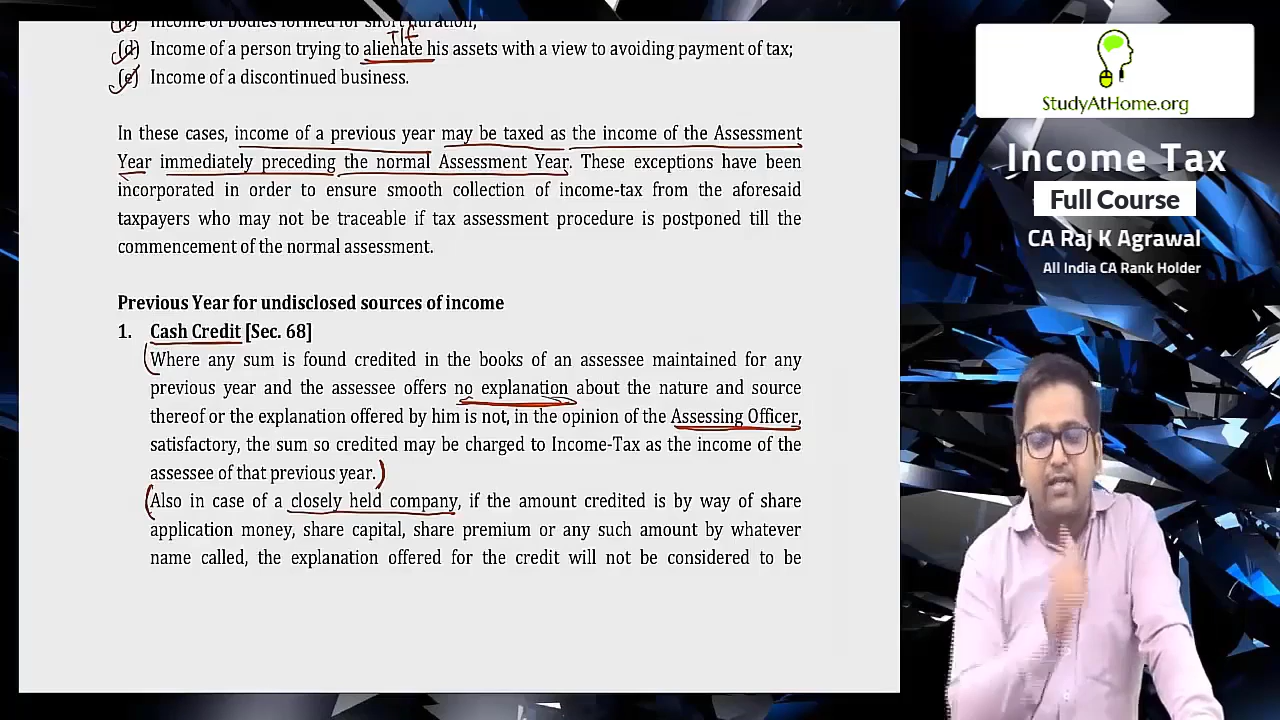 (c) Income of bodies formed for short duration;
TIF
(d) Income of a person trying to alienate his assets with a view to avoiding payment of tax;
(e) Income of a discontinued business.
In these cases, income of a previous year may be taxed as the income of the Assessment
Year immediately preceding the normal Assessment Year. These exceptions have been
incorporated in order to ensure smooth collection of income-tax from the aforesaid
taxpayers who may not be traceable if tax assessment procedure is postponed till the
commencement of the normal assessment.
Previous Year for undisclosed sources of income
1. Cash Credit [Sec. 68]
Where any sum is found credited in the books of an assessee maintained for any
previous year and the assessee offers no explanation about the nature and source
thereof or the explanation offered by him is not, in the opinion of the Assessing Officer,
satisfactory, the sum so credited may be charged to Income-Tax as the income of the
assessee of that previous year.
Also in case of a closely held company, if the amount credited is by way of share
application money, share capital, share premium or any such amount by whatever
name called, the explanation offered for the credit will not be considered to be
StudyAtHome.org
Income Tax
Full Course
CA Raj K Agrawal
All India CA Rank Holder